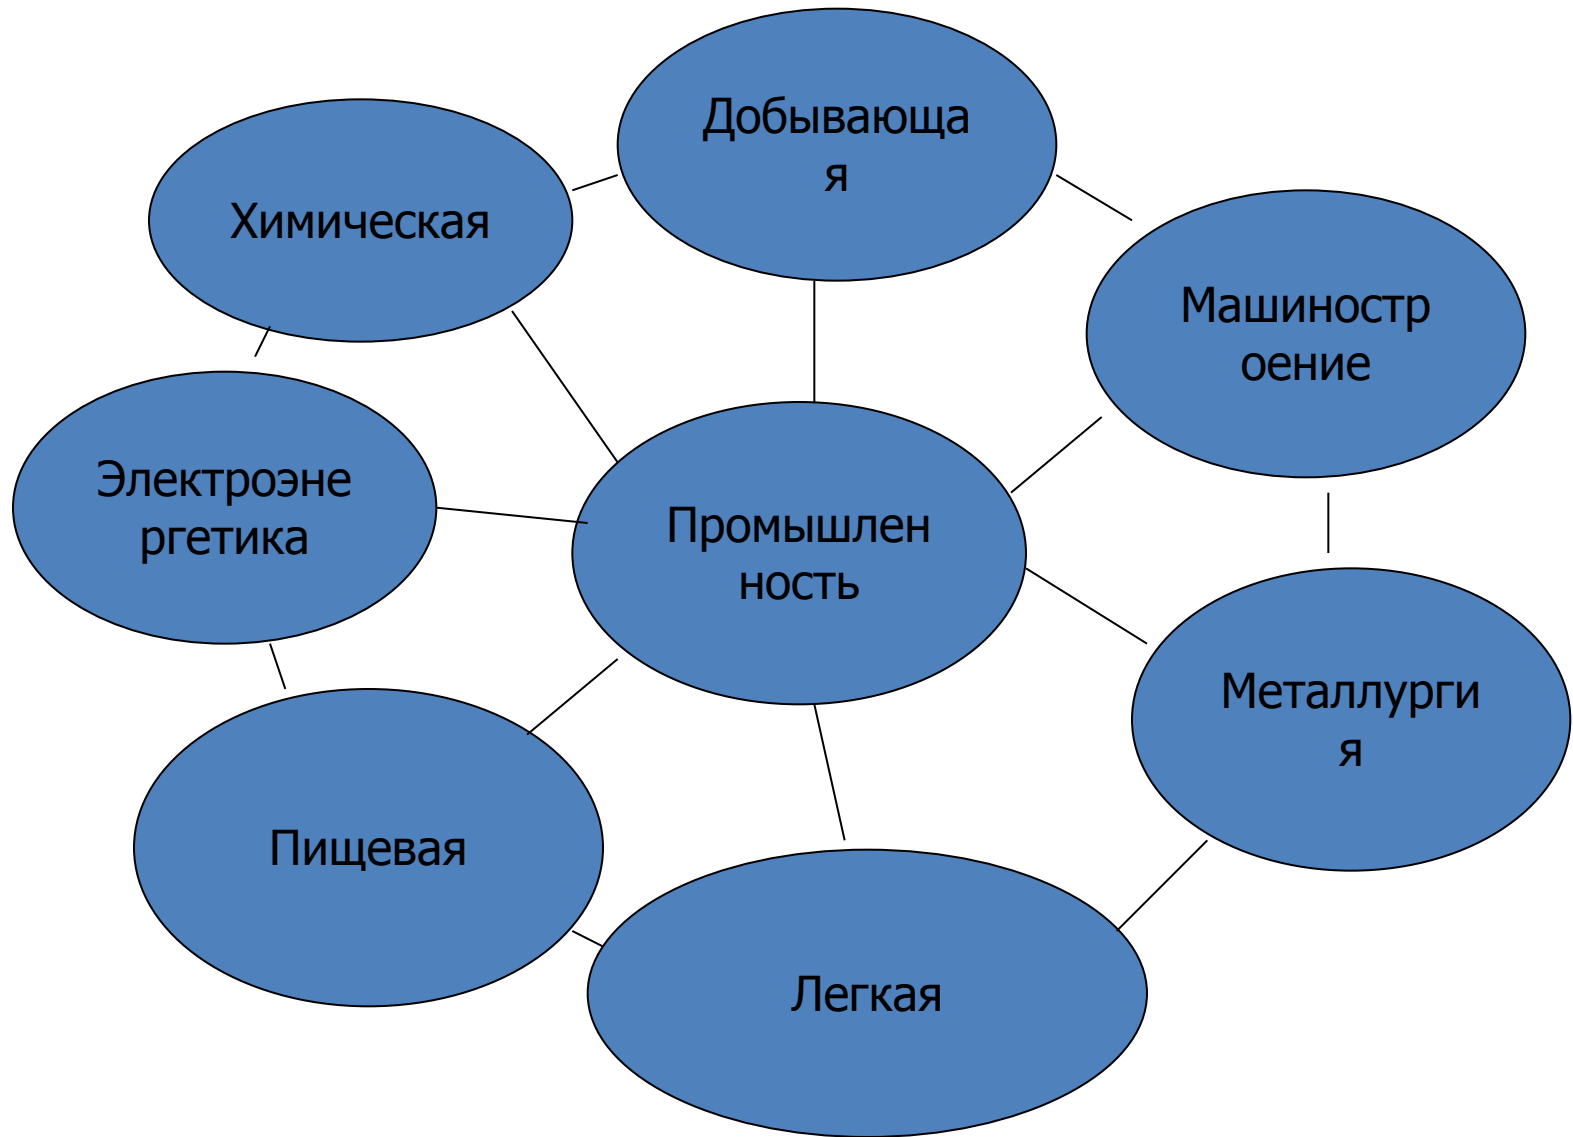 Добывающа
я
Химическая
Машиностр
оение
Электроэне
ргетика
Промышлен
ность
Металлурги
я
Пищевая
Легкая